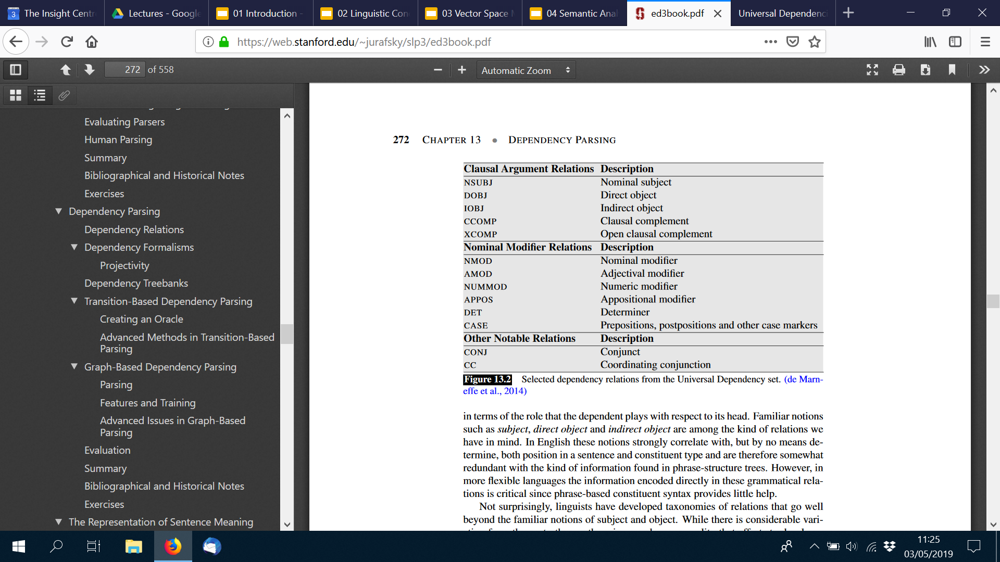 The Insight Centr
Lectures - Google
01 Introduction -
02 Linguistic Con
03 Vector Space M
04 Semantic Anal
ed3book.pdf
Universal Dependenci
https://web.stanford.edu/~jurafsky/slp3/ed3book.pdf
272 of 558
Automatic Zoom
Evaluating Parsers
Human Parsing
Summary
Bibliographical and Historical Notes
Exercises
Dependency Parsing
Dependency Relations
Dependency Formalisms
Projectivity
Dependency Treebanks
Transition-Based Dependency Parsing
Creating an Oracle
Advanced Methods in Transition-Based
Parsing
Graph-Based Dependency Parsing
Parsing
Features and Training
Advanced Issues in Graph-Based
Parsing
Evaluation
Summary
Bibliographical and Historical Notes
Exercises
The Representation of Sentence Meaning
272 CHAPTER 13 • DEPENDENCY PARSING
Clausal Argument Relations Description
NSUBJ Nominal subject
DOBJ Direct object
IOBJ Indirect object
CCOMP Clausal complement
XCOMP Open clausal complement
Nominal Modifier Relations Description
NMOD Nominal modifier
AMOD Adjectival modifier
NUMMOD Numeric modifier
APPOS Appositional modifier
DET Determiner
CASE Prepositions, postpositions and other case markers
Other Notable Relations Description
CONJ Conjunct
CC Coordinating conjunction
Figure 13.2 Selected dependency relations from the Universal Dependency set. (de Marn-
effe et al., 2014)
in terms of the role that the dependent plays with respect to its head. Familiar notions
such as subject, direct object and indirect object are among the kind of relations we
have in mind. In English these notions strongly correlate with, but by no means de-
termine, both position in a sentence and constituent type and are therefore somewhat
redundant with the kind of information found in phrase-structure trees. However, in
more flexible languages the information encoded directly in these grammatical rela-
tions is critical since phrase-based constituent syntax provides little help.
Not surprisingly, linguists have developed taxonomies of relations that go well
beyond the familiar notions of subject and object. While there is considerable vari-
11:25
03/05/2019